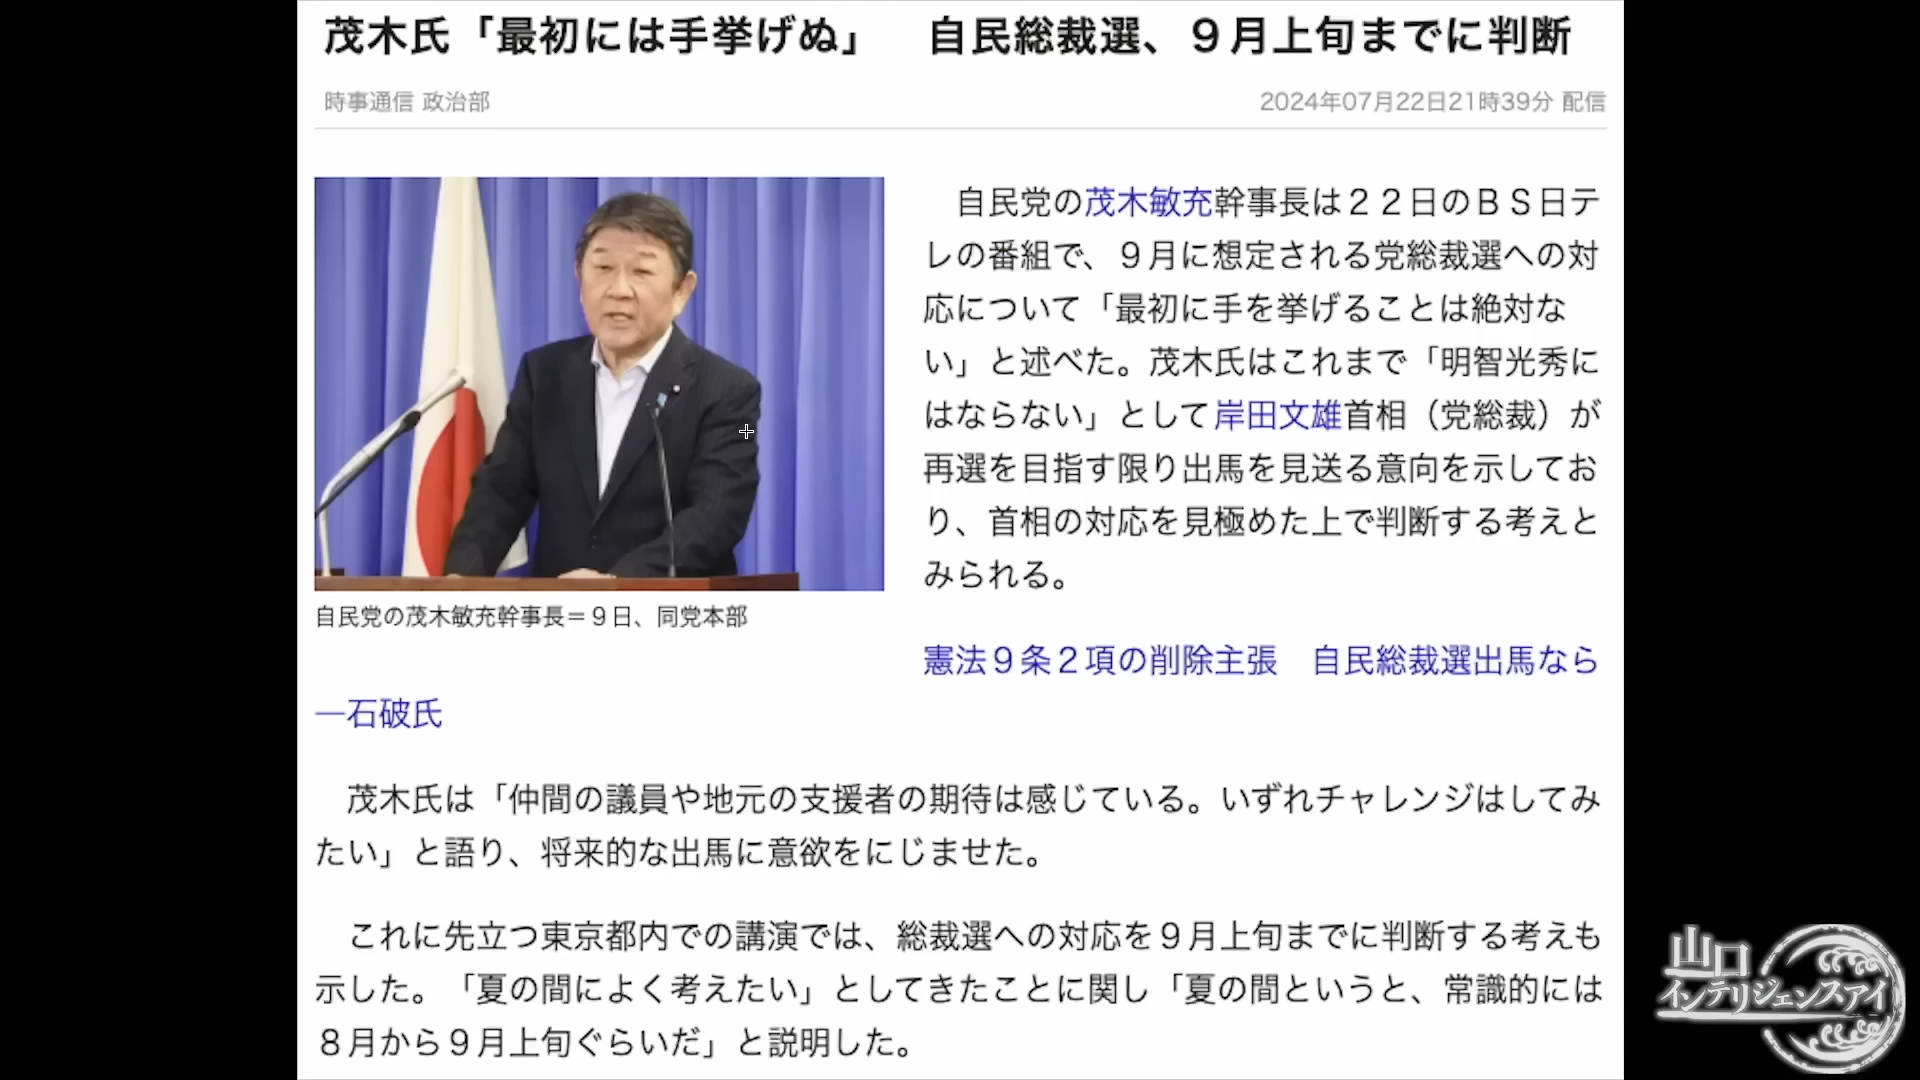 茂木氏「最初には手挙げぬ」　自民総裁選、９月上旬までに判断
時事通信 政治部
2024年07月22日21時39分 配信
自民党の茂木敏充幹事長は２２日のＢＳ日テ
レの番組で、９月に想定される党総裁選への対
応について「最初に手を挙げることは絶対な
い」と述べた。茂木氏はこれまで「明智光秀に
はならない」として岸田文雄首相（党総裁）が
再選を目指す限り出馬を見送る意向を示してお
り、首相の対応を見極めた上で判断する考えと
みられる。
自民党の茂木敏充幹事長＝９日、同党本部
憲法９条２項の削除主張　自民総裁選出馬なら
―石破氏
茂木氏は「仲間の議員や地元の支援者の期待は感じている。いずれチャレンジはしてみ
たい」と語り、将来的な出馬に意欲をにじませた。
これに先立つ東京都内での講演では、総裁選への対応を９月上旬までに判断する考えも
示した。「夏の間によく考えたい」としてきたことに関し「夏の間というと、常識的には
８月から９月上旬ぐらいだ」と説明した。
山口
インテリジェンスアイ